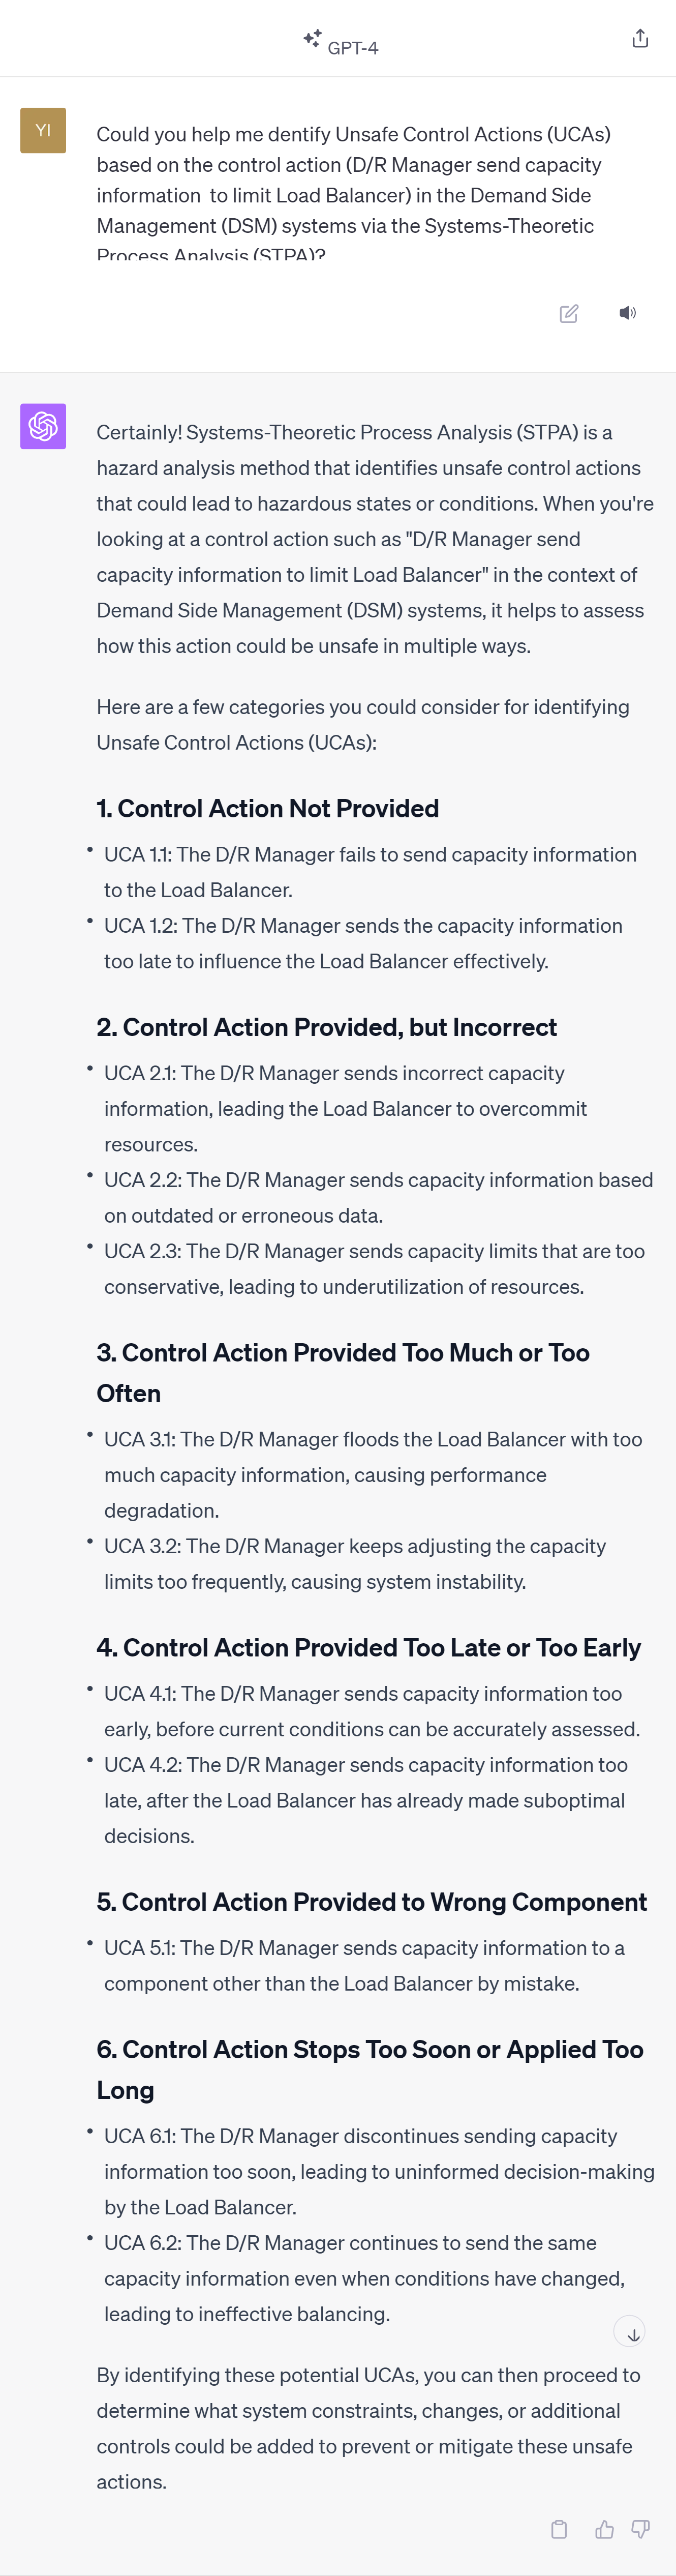 GPT-4
YI
Could you help me dentify Unsafe Control Actions (UCAs)
based on the control action (D/R Manager send capacity
information  to limit Load Balancer) in the Demand Side
Management (DSM) systems via the Systems-Theoretic
Process Analysis (STPA)?
Certainly! Systems-Theoretic Process Analysis (STPA) is a
hazard analysis method that identifies unsafe control actions
that could lead to hazardous states or conditions. When you're
looking at a control action such as "D/R Manager send
capacity information to limit Load Balancer" in the context of
Demand Side Management (DSM) systems, it helps to assess
how this action could be unsafe in multiple ways.
Here are a few categories you could consider for identifying
Unsafe Control Actions (UCAs):
1. Control Action Not Provided
• UCA 1.1: The D/R Manager fails to send capacity information
to the Load Balancer.
• UCA 1.2: The D/R Manager sends the capacity information
too late to influence the Load Balancer effectively.
2. Control Action Provided, but Incorrect
• UCA 2.1: The D/R Manager sends incorrect capacity
information, leading the Load Balancer to overcommit
resources.
• UCA 2.2: The D/R Manager sends capacity information based
on outdated or erroneous data.
• UCA 2.3: The D/R Manager sends capacity limits that are too
conservative, leading to underutilization of resources.
3. Control Action Provided Too Much or Too
Often
• UCA 3.1: The D/R Manager floods the Load Balancer with too
much capacity information, causing performance
degradation.
• UCA 3.2: The D/R Manager keeps adjusting the capacity
limits too frequently, causing system instability.
4. Control Action Provided Too Late or Too Early
• UCA 4.1: The D/R Manager sends capacity information too
early, before current conditions can be accurately assessed.
• UCA 4.2: The D/R Manager sends capacity information too
late, after the Load Balancer has already made suboptimal
decisions.
5. Control Action Provided to Wrong Component
• UCA 5.1: The D/R Manager sends capacity information to a
component other than the Load Balancer by mistake.
6. Control Action Stops Too Soon or Applied Too
Long
• UCA 6.1: The D/R Manager discontinues sending capacity
information too soon, leading to uninformed decision-making
by the Load Balancer.
• UCA 6.2: The D/R Manager continues to send the same
capacity information even when conditions have changed,
leading to ineffective balancing.
By identifying these potential UCAs, you can then proceed to
determine what system constraints, changes, or additional
controls could be added to prevent or mitigate these unsafe
actions.